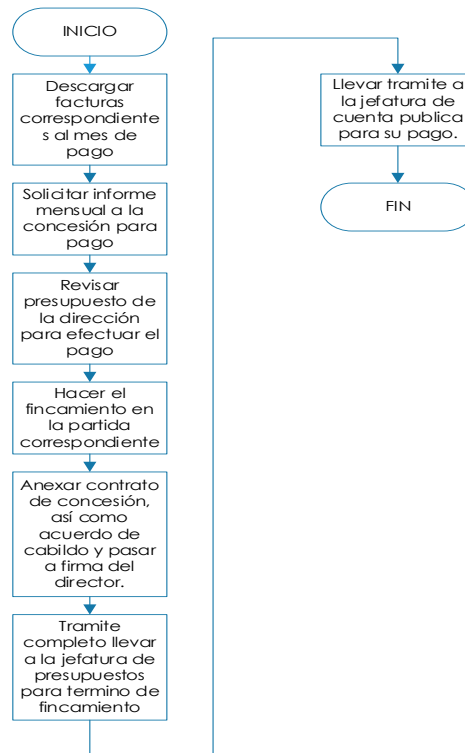 INICIO
Descargar
facturas
correspondiente
s al mes de
pago
Solicitar informe
mensual a la
concesión para
pago
Revisar
presupuesto de
la dirección
para efectuar el
pago
Hacer el
fincamiento en
la partida
correspondiente
Anexar contrato
de concesión,
así como
acuerdo de
cabildo y pasar
a firma del
director.
Tramite
completo llevar
a la jefatura de
presupuestos
para termino de
fincamiento
Llevar tramite a
la jefatura de
cuenta publica
para su pago.
FIN